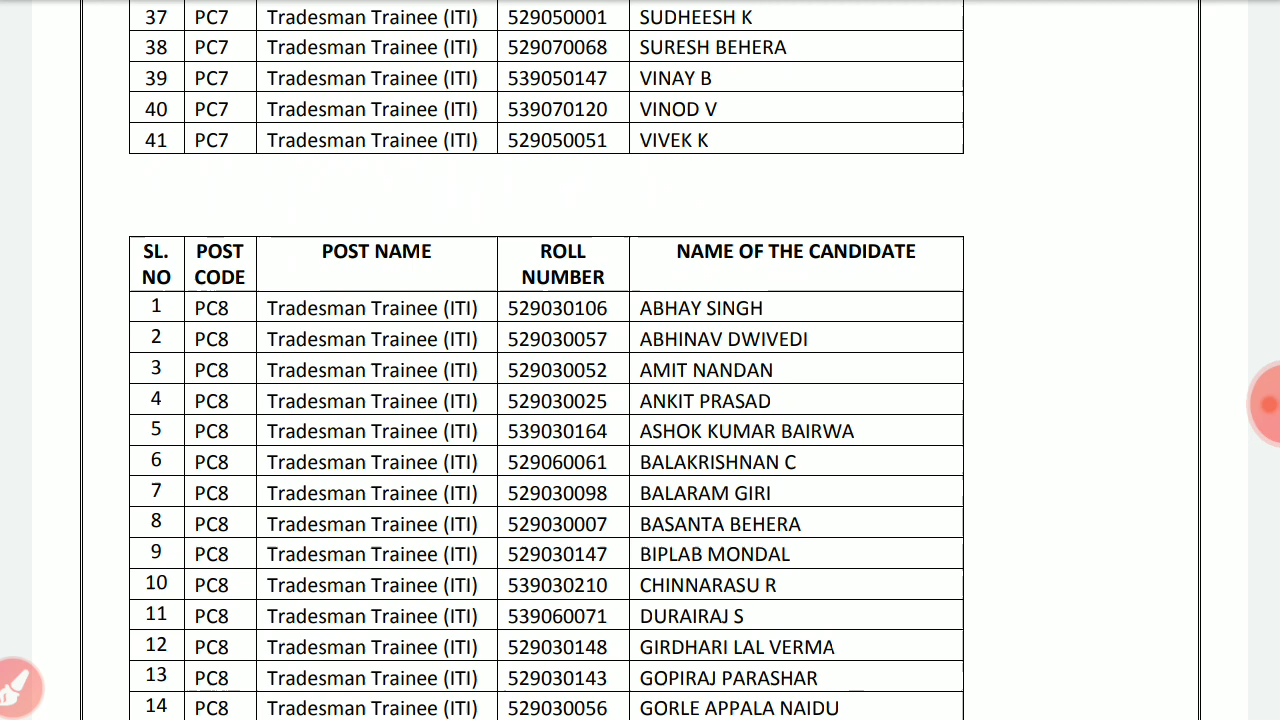 37 PC7 Tradesman Trainee (ITI) 529050001 SUDHEESH K
38 PC7 Tradesman Trainee (ITI) 529070068 SURESH BEHERA
39 PC7 Tradesman Trainee (ITI) 539050147 VINAY B
40 PC7 Tradesman Trainee (ITI) 539070120 VINOD V
41 PC7 Tradesman Trainee (ITI) 529050051 VIVEK K
SL. POST POST NAME ROLL NAME OF THE CANDIDATE
NO CODE NUMBER
1 PC8 Tradesman Trainee (ITI) 529030106 ABHAY SINGH
2 PC8 Tradesman Trainee (ITI) 529030057 ABHINAV DWIVEDI
3 PC8 Tradesman Trainee (ITI) 529030052 AMIT NANDAN
4 PC8 Tradesman Trainee (ITI) 529030025 ANKIT PRASAD
5 PC8 Tradesman Trainee (ITI) 539030164 ASHOK KUMAR BAIRWA
6 PC8 Tradesman Trainee (ITI) 529060061 BALAKRISHNAN C
7 PC8 Tradesman Trainee (ITI) 529030098 BALARAM GIRI
8 PC8 Tradesman Trainee (ITI) 529030007 BASANTA BEHERA
9 PC8 Tradesman Trainee (ITI) 529030147 BIPLAB MONDAL
10 PC8 Tradesman Trainee (ITI) 539030210 CHINNARASU R
11 PC8 Tradesman Trainee (ITI) 539060071 DURAIRAJ S
12 PC8 Tradesman Trainee (ITI) 529030148 GIRDHARI LAL VERMA
13 PC8 Tradesman Trainee (ITI) 529030143 GOPIRAJ PARASHAR
14 PC8 Tradesman Trainee (ITI) 529030056 GORLE APPALA NAIDU